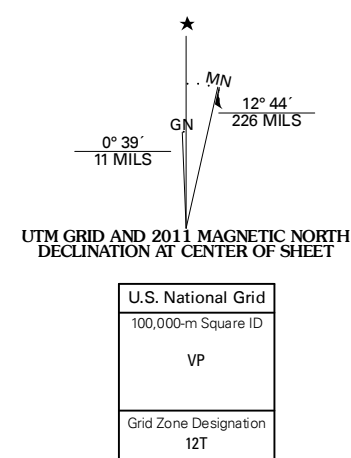 ★
MN
12° 44´
226 MILS
GN
0° 39´
11 MILS
UTM GRID AND 2011 MAGNETIC NORTH
DECLINATION AT CENTER OF SHEET
U.S. National Grid
100,000-m Square ID
VP
Grid Zone Designation
12T